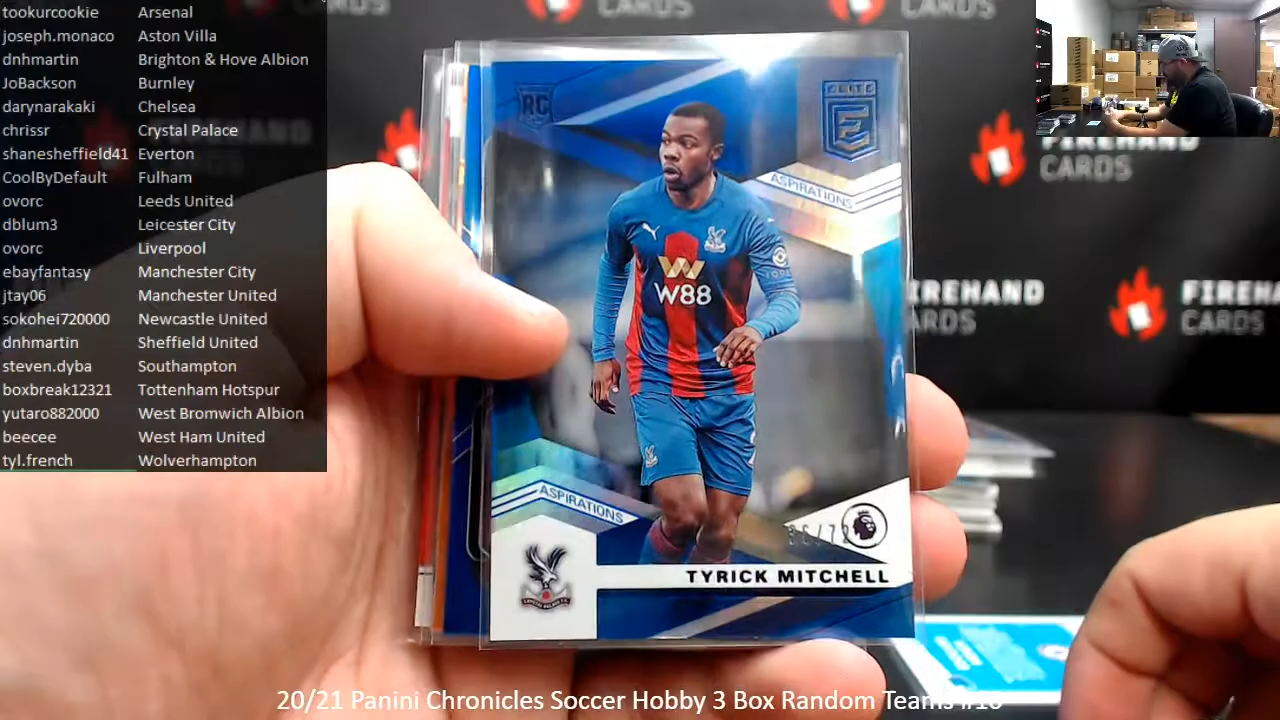 tookurcookie Arsenal
joseph.monaco Aston Villa
dnhmartin Brighton & Hove Albion
JoBackson Burnley
darynarakaki Chelsea
chrissr Crystal Palace
shanesheffield41 Everton
CoolByDefault Fulham
ovorc Leeds United
dblum3 Leicester City
ovorc Liverpool
ebayfantasy Manchester City
jtay06 Manchester United
sokohei720000 Newcastle United
dnhmartin Sheffield United
steven.dyba Southampton
boxbreak12321 Tottenham Hotspur
yutaro882000 West Bromwich Albion
beecee West Ham United
tyl.french Wolverhampton
CARDS
CARDS
RC
ELITE
E
ASPIRATIONS
W88
ASPIRATIONS
TYRICK MITCHELL
FIREHAND
CARDS
FIREHAND
CARDS
20/21 Panini Chronicles Soccer Hobby 3 Box Random Teams